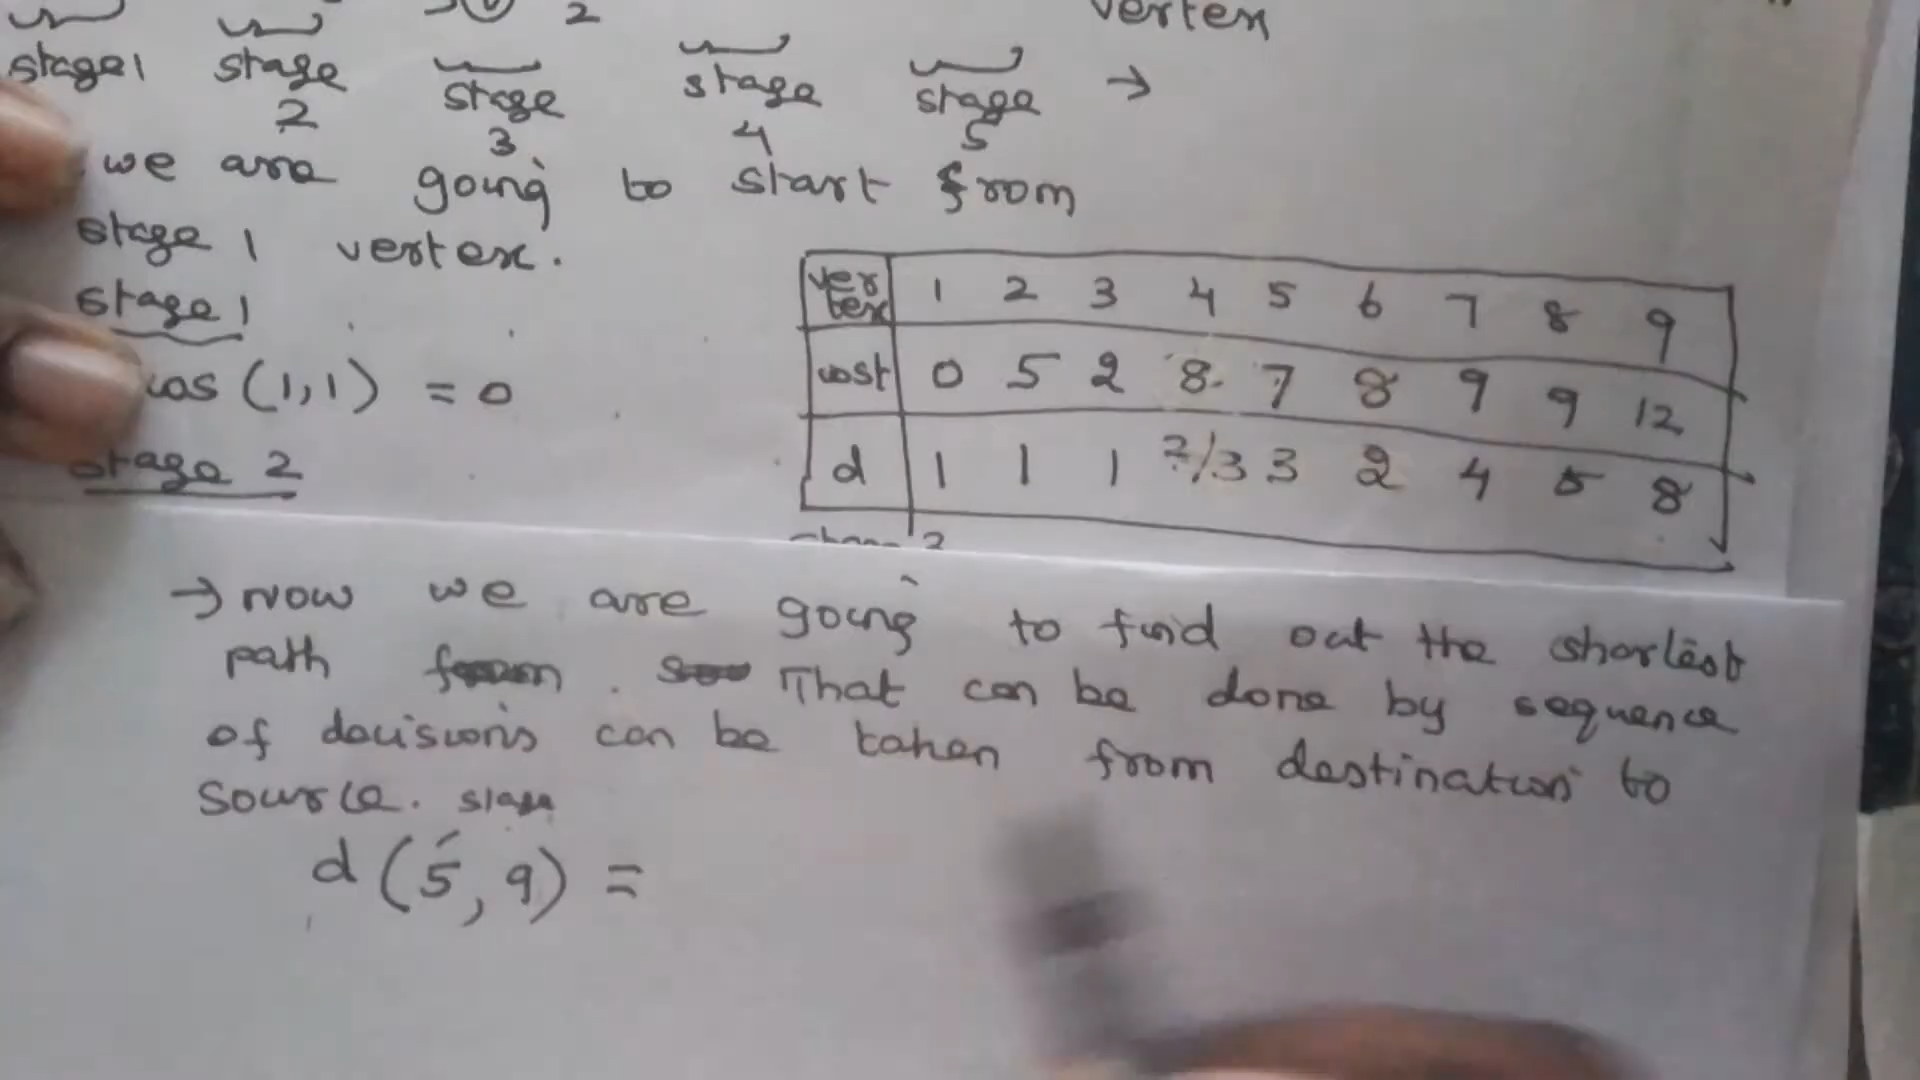 2
vertex
stage1 stage 2 stage 3 stage 4 stage 5 →
we are going to start from
stage 1 vertex.
stage 1
cos (1,1) = 0
stage 2
ver tex 1 2 3 4 5 6 7 8 9
cost 0 5 2 8 7 8 9 9 12
d 1 1 1 2/3 3 2 4 5 8
→ Now we are going to find out the shortest
path That can be done by sequence
of decisions can be taken from destination to
source. stage
d (5, 9) =